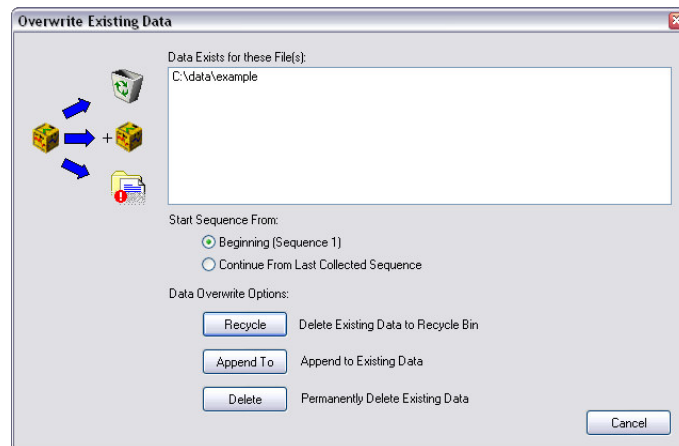 Overwrite Existing Data
Data Exists for these File(s):
C:\data\example
Start Sequence From:
Beginning (Sequence 1)
Continue From Last Collected Sequence
Data Overwrite Options:
Recycle Delete Existing Data to Recycle Bin
Append To Append to Existing Data
Delete Permanently Delete Existing Data
Cancel